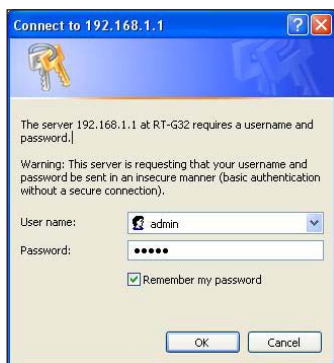 Connect to 192.168.1.1
The server 192.168.1.1 at RT-G32 requires a username and
password.
Warning: This server is requesting that your username and
password be sent in an insecure manner (basic authentication
without a secure connection).
User name:
admin
Password:
•••••
Remember my password
OK
Cancel